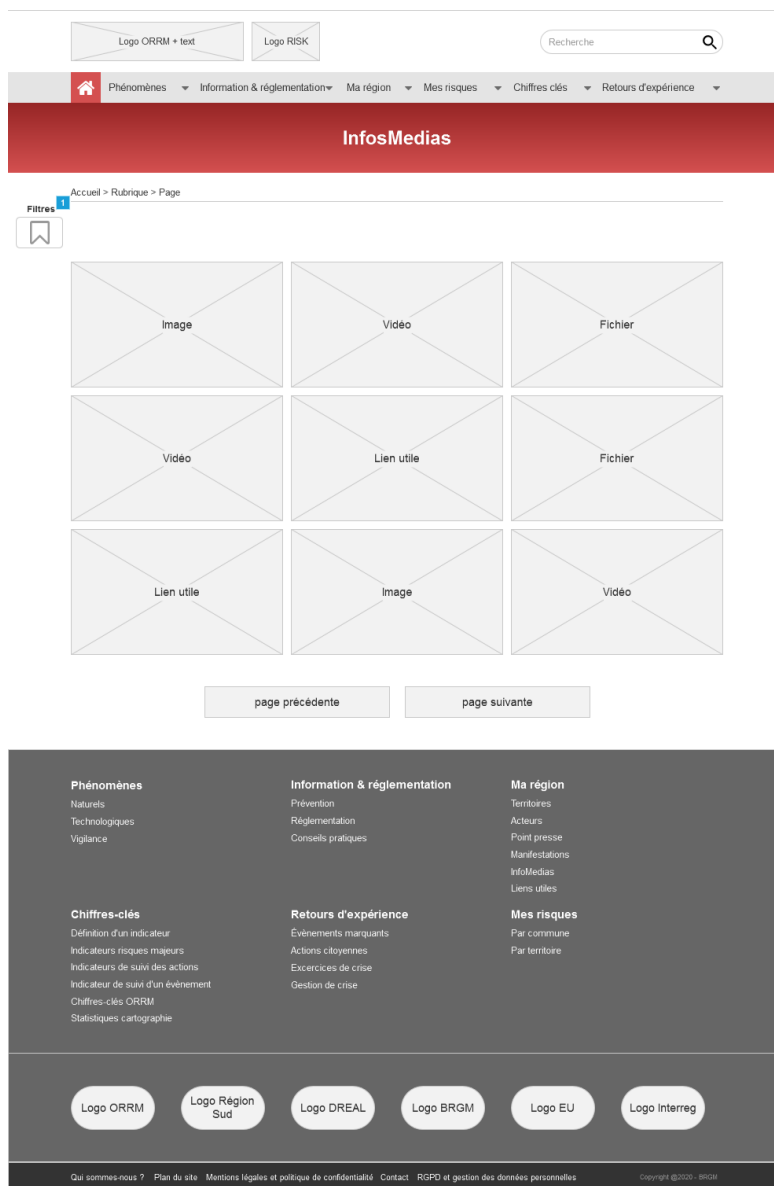 Logo ORRM + text
Logo RISK
Recherche
Phénomènes
Information & réglementation
Ma région
Mes risques
Chiffres clés
Retours d'expérience
InfosMedias
Accueil > Rubrique > Page
Filtres
1
Image
Vidéo
Fichier
Vidéo
Lien utile
Fichier
Lien utile
Image
Vidéo
page précédente
page suivante
Phénomènes
Naturels
Technologiques
Vigilance
Information & réglementation
Prévention
Réglementation
Conseils pratiques
Ma région
Territoires
Acteurs
Point presse
Manifestations
InfoMedias
Liens utiles
Chiffres-clés
Définition d'un indicateur
Indicateurs risques majeurs
Indicateurs de suivi des actions
Indicateur de suivi d'un évènement
Chiffres-clés ORRM
Statistiques cartographie
Retours d'expérience
Évènements marquants
Actions citoyennes
Excercices de crise
Gestion de crise
Mes risques
Par commune
Par territoire
Logo ORRM
Logo Région
Sud
Logo DREAL
Logo BRGM
Logo EU
Logo Interreg
Qui sommes-nous ? Plan du site Mentions légales et politique de confidentialité Contact RGPD et gestion des données personnelles
Copyright @2020 - BRGM